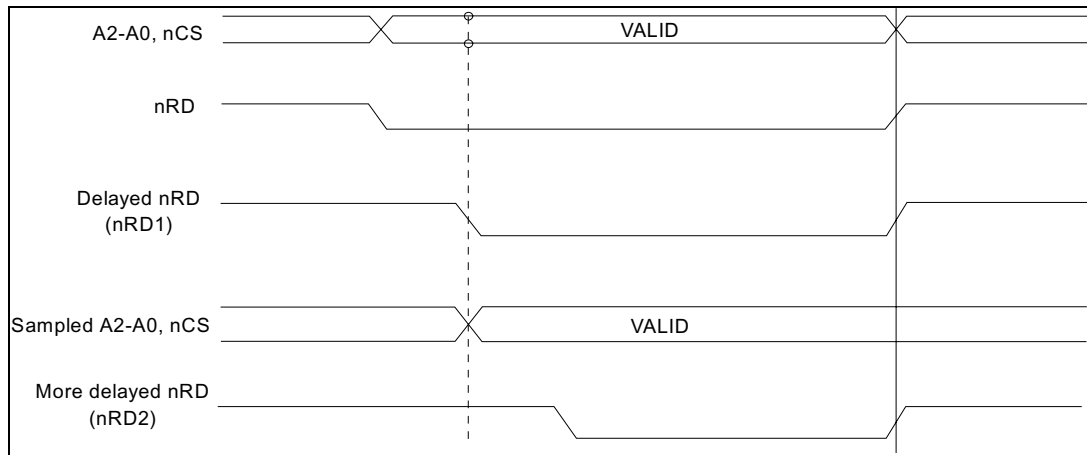 A2-A0, nCS
VALID
nRD
Delayed nRD
(nRD1)
Sampled A2-A0, nCS
VALID
More delayed nRD
(nRD2)